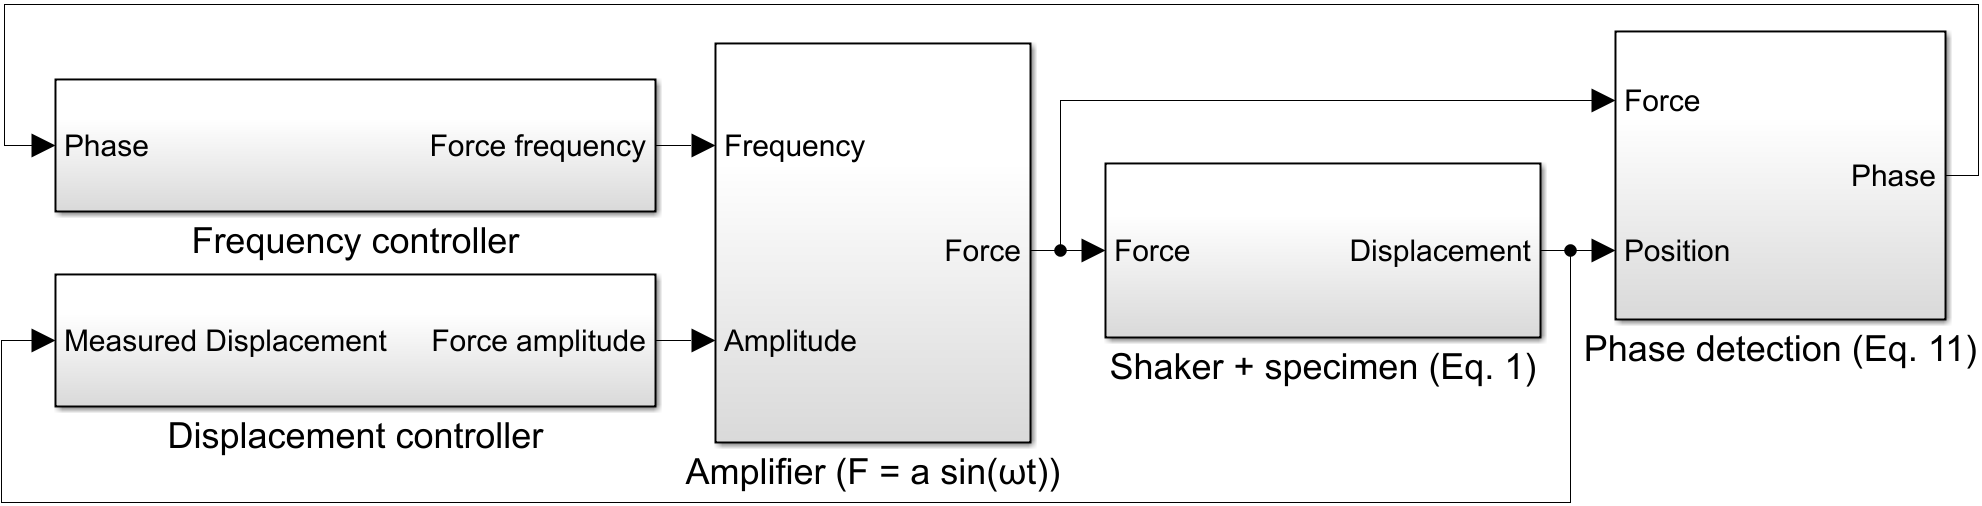 Phase
Force frequency
Frequency controller
Measured Displacement
Force amplitude
Displacement controller
Frequency
Force
Amplitude
Amplifier (F = a sin(ωt))
Force
Displacement
Shaker + specimen (Eq. 1)
Force
Phase
Position
Phase detection (Eq. 11)